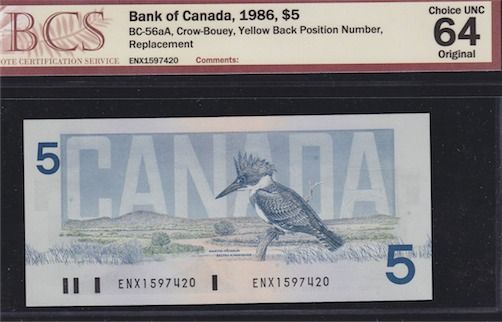 BCS
NOTE CERTIFICATION SERVICE
Bank of Canada, 1986, $5
BC-56aA, Crow-Bouey, Yellow Back Position Number,
Replacement
ENX1597420 Comments:
Choice UNC
64
Original
5
CANADA
5
ENX1597420 ENX1597420